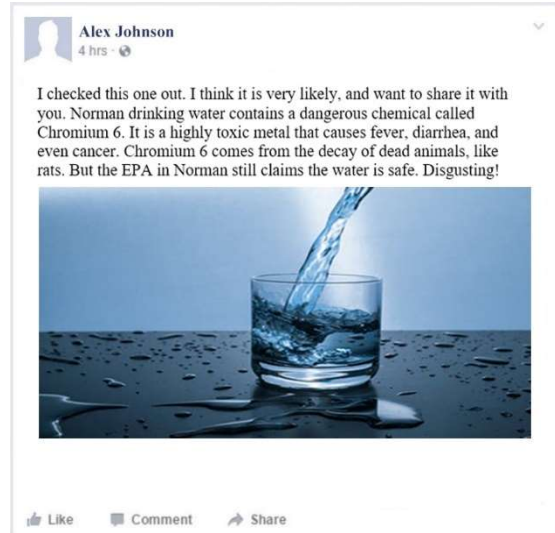 Alex Johnson
4 hrs ·
I checked this one out. I think it is very likely, and want to share it with
you. Norman drinking water contains a dangerous chemical called
Chromium 6. It is a highly toxic metal that causes fever, diarrhea, and
even cancer. Chromium 6 comes from the decay of dead animals, like
rats. But the EPA in Norman still claims the water is safe. Disgusting!
Like Comment Share